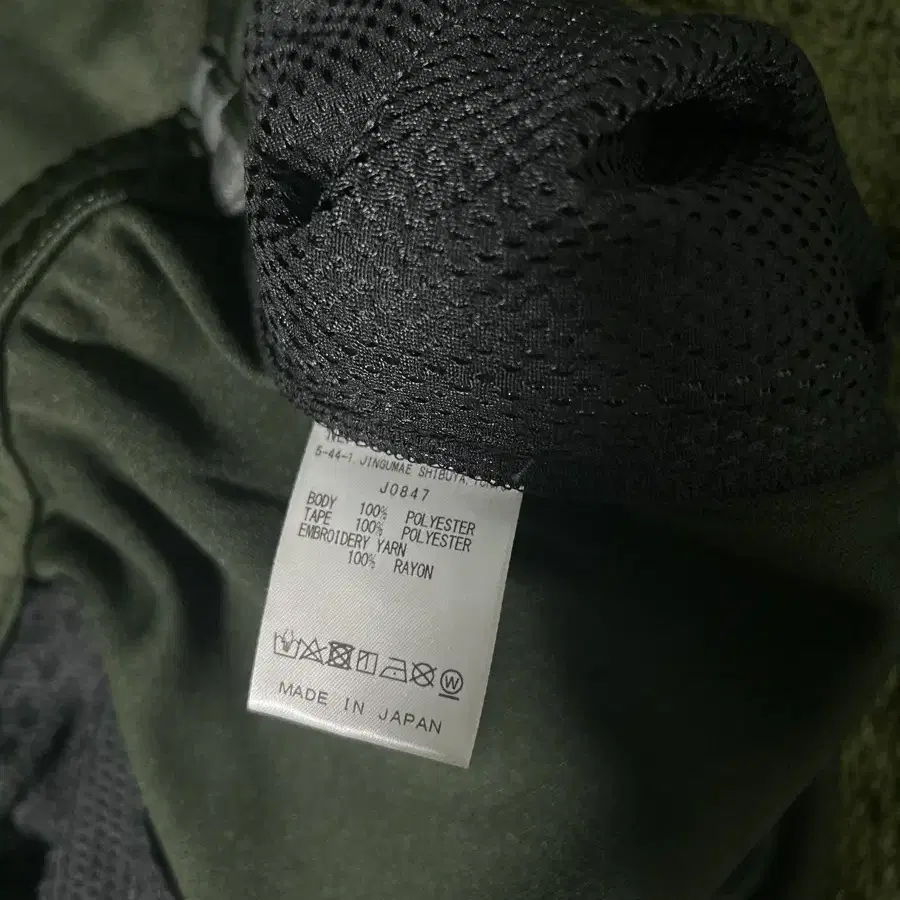 5-44-1 JINGUMAE SHIBUYA,
J0847
BODY 100% POLYESTER
TAPE 100% POLYESTER
EMBROIDERY YARN
100% RAYON
W
MADE IN JAPAN